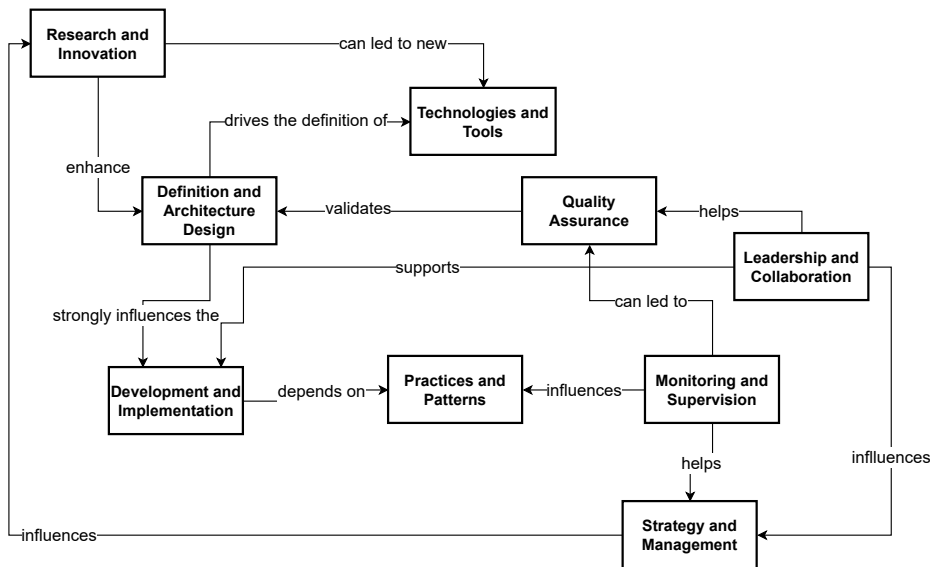 Research and
Innovation
can led to new
Technologies and
Tools
drives the definition of
enhance
Definition and
Architecture
Design
validates
Quality
Assurance
helps
Leadership and
Collaboration
supports
can led to
strongly influences the
Development and
Implementation
depends on
Practices and
Patterns
influences
Monitoring and
Supervision
helps
inflluences
Strategy and
Management
influences